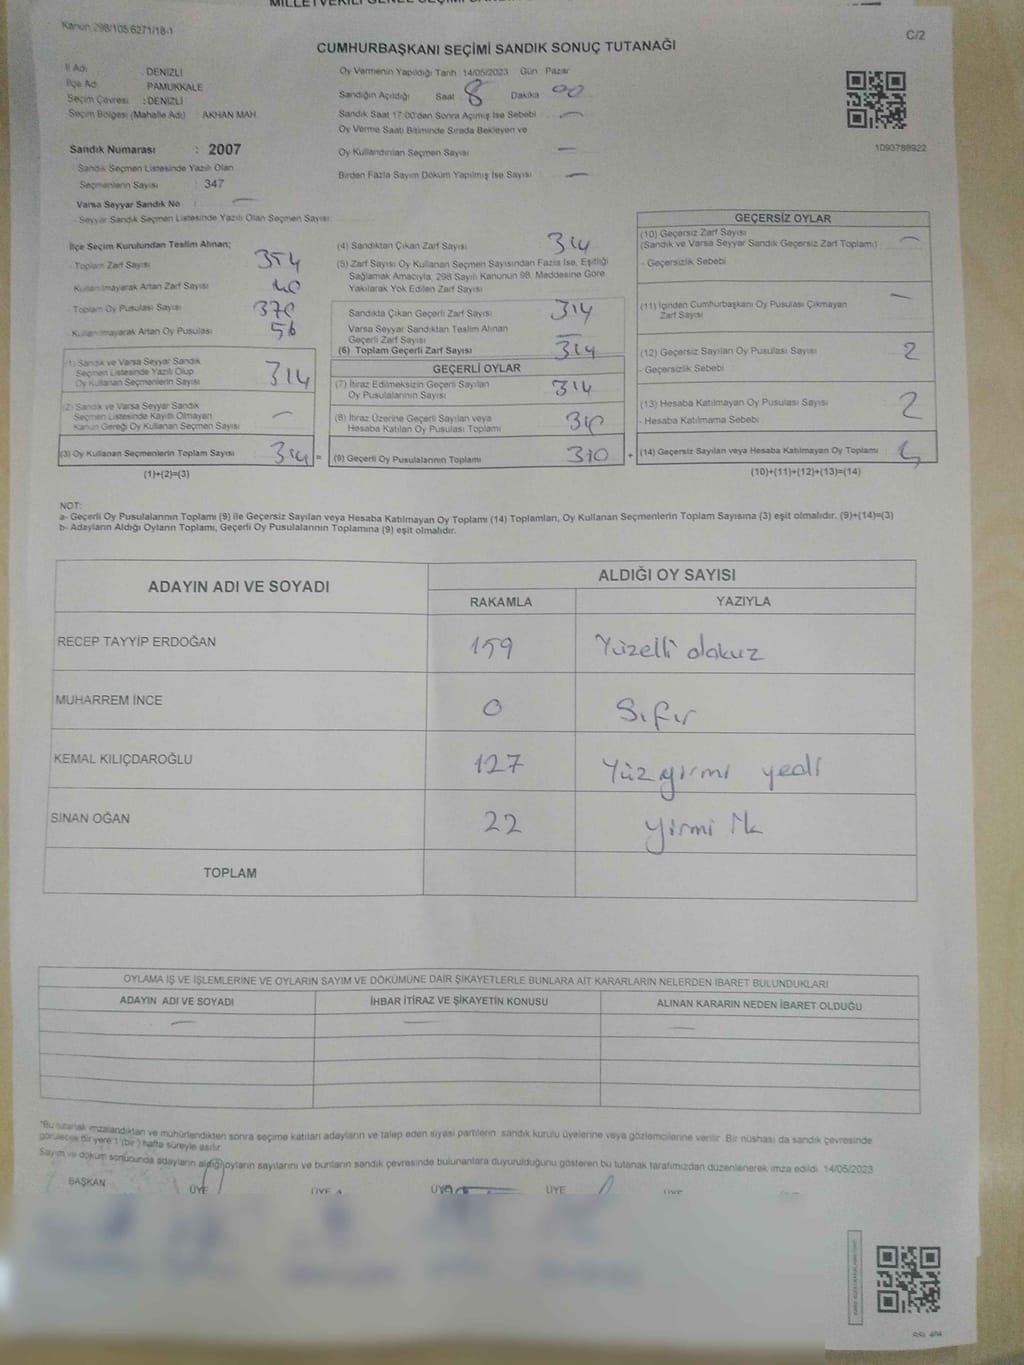 MİLLETVEKİLİ GENEL SEÇİMİ
Kanun 298/105,6271/18-1
C/2
CUMHURBAŞKANI SEÇİMİ SANDIK SONUÇ TUTANAĞI
İl Adı : DENİZLİ
İlçe Adı : PAMUKKALE
Seçim Çevresi : DENİZLİ
Seçim Bölgesi (Mahalle Adı) : AKHAN MAH.
Sandık Numarası : 2007
- Sandık Seçmen Listesinde Yazılı Olan
Seçmenlerin Sayısı : 347
Varsa Seyyar Sandık No : —
- Seyyar Sandık Seçmen Listesinde Yazılı Olan Seçmen Sayısı:
Oy Vermenin Yapıldığı Tarih 14/05/2023 Gün Pazar
Sandığın Açıldığı Saat 8 Dakika 00
Sandık Saat 17:00'den Sonra Açılmış İse Sebebi —
Oy Verme Saati Bitiminde Sırada Bekleyen ve
Oy Kullandırılan Seçmen Sayısı —
Birden Fazla Sayım Döküm Yapılmış İse Sayısı —
1093788922
İlçe Seçim Kurulundan Teslim Alınan;
- Toplam Zarf Sayısı 354
- Kullanılmayarak Artan Zarf Sayısı 40
- Toplam Oy Pusulası Sayısı 370
- Kullanılmayarak Artan Oy Pusulası 56
(1) Sandık ve Varsa Seyyar Sandık
Seçmen Listesinde Yazılı Olup
Oy Kullanan Seçmenlerin Sayısı 314
(2) Sandık ve Varsa Seyyar Sandık
Seçmen Listesinde Kayıtlı Olmayan
Kanun Gereği Oy Kullanan Seçmen Sayısı —
(3) Oy Kullanan Seçmenlerin Toplam Sayısı 314 =
(1)+(2)=(3)
(4) Sandıktan Çıkan Zarf Sayısı 314
(5) Zarf Sayısı Oy Kullanan Seçmen Sayısından Fazla İse, Eşitliği
Sağlamak Amacıyla; 298 Sayılı Kanunun 98. Maddesine Göre
Yakılarak Yok Edilen Zarf Sayısı
Sandıkta Çıkan Geçerli Zarf Sayısı 314
Varsa Seyyar Sandıktan Teslim Alınan
Geçerli Zarf Sayısı —
(6) Toplam Geçerli Zarf Sayısı 314
GEÇERLİ OYLAR
(7) İtiraz Edilmeksizin Geçerli Sayılan
Oy Pusulalarının Sayısı 314
(8) İtiraz Üzerine Geçerli Sayılan veya
Hesaba Katılan Oy Pusulası Toplamı
(9) Geçerli Oy Pusulalarının Toplamı 310 +
GEÇERSİZ OYLAR
(10) Geçersiz Zarf Sayısı —
(Sandık ve Varsa Seyyar Sandık Geçersiz Zarf Toplamı)
- Geçersizlik Sebebi
(11) İçinden Cumhurbaşkanı Oy Pusulası Çıkmayan —
Zarf Sayısı
(12) Geçersiz Sayılan Oy Pusulası Sayısı 2
- Geçersizlik Sebebi
(13) Hesaba Katılmayan Oy Pusulası Sayısı 2
- Hesaba Katılmama Sebebi
(14) Geçersiz Sayılan veya Hesaba Katılmayan Oy Toplamı
(10)+(11)+(12)+(13)=(14)
NOT:
a- Geçerli Oy Pusulalarının Toplamı (9) ile Geçersiz Sayılan veya Hesaba Katılmayan Oy Toplamı (14) Toplamları, Oy Kullanan Seçmenlerin Toplam Sayısına (3) eşit olmalıdır. (9)+(14)=(3)
b- Adayların Aldığı Oyların Toplamı, Geçerli Oy Pusulalarının Toplamına (9) eşit olmalıdır.
ADAYIN ADI VE SOYADI
ALDIĞI OY SAYISI
RAKAMLA YAZIYLA
RECEP TAYYİP ERDOĞAN 159 Yüzelli dokuz
MUHARREM İNCE 0 Sıfır
KEMAL KILIÇDAROĞLU 127 Yüzyirmi yedi
SİNAN OĞAN 22 yirmi
TOPLAM
OYLAMA İŞ VE İŞLEMLERİNE VE OYLARIN SAYIM VE DÖKÜMÜNE DAİR ŞİKAYETLERLE BUNLARA AİT KARARLARIN NELERDEN İBARET BULUNDUKLARI
ADAYIN ADI VE SOYADI İHBAR İTİRAZ VE ŞİKAYETİN KONUSU ALINAN KARARIN NEDEN İBARET OLDUĞU
— — —
"Bu tutanak imzalandıktan ve mühürlendikten sonra seçime katılan adayların ve talep eden siyasi partilerin sandık kurulu üyelerine veya gözlemcilerine verilir. Bir nüshası da sandık çevresinde
görülecek bir yere 1 (bir) hafta süreyle asılır.
Sayım ve döküm sonucunda adayların aldığı oyların sayılarını ve bunların sandık çevresinde bulunanlara duyurulduğunu gösteren bu tutanak tarafımızdan düzenlenerek imza edildi. 14/05/2023
BAŞKAN ÜYE ÜYE ÜYE ÜYE